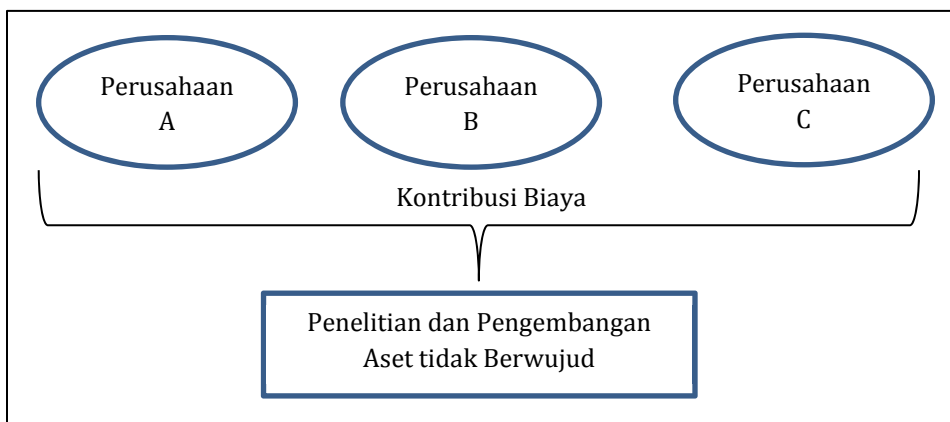 Perusahaan
A
Perusahaan
B
Perusahaan
C
Kontribusi Biaya
Penelitian dan Pengembangan
Aset tidak Berwujud